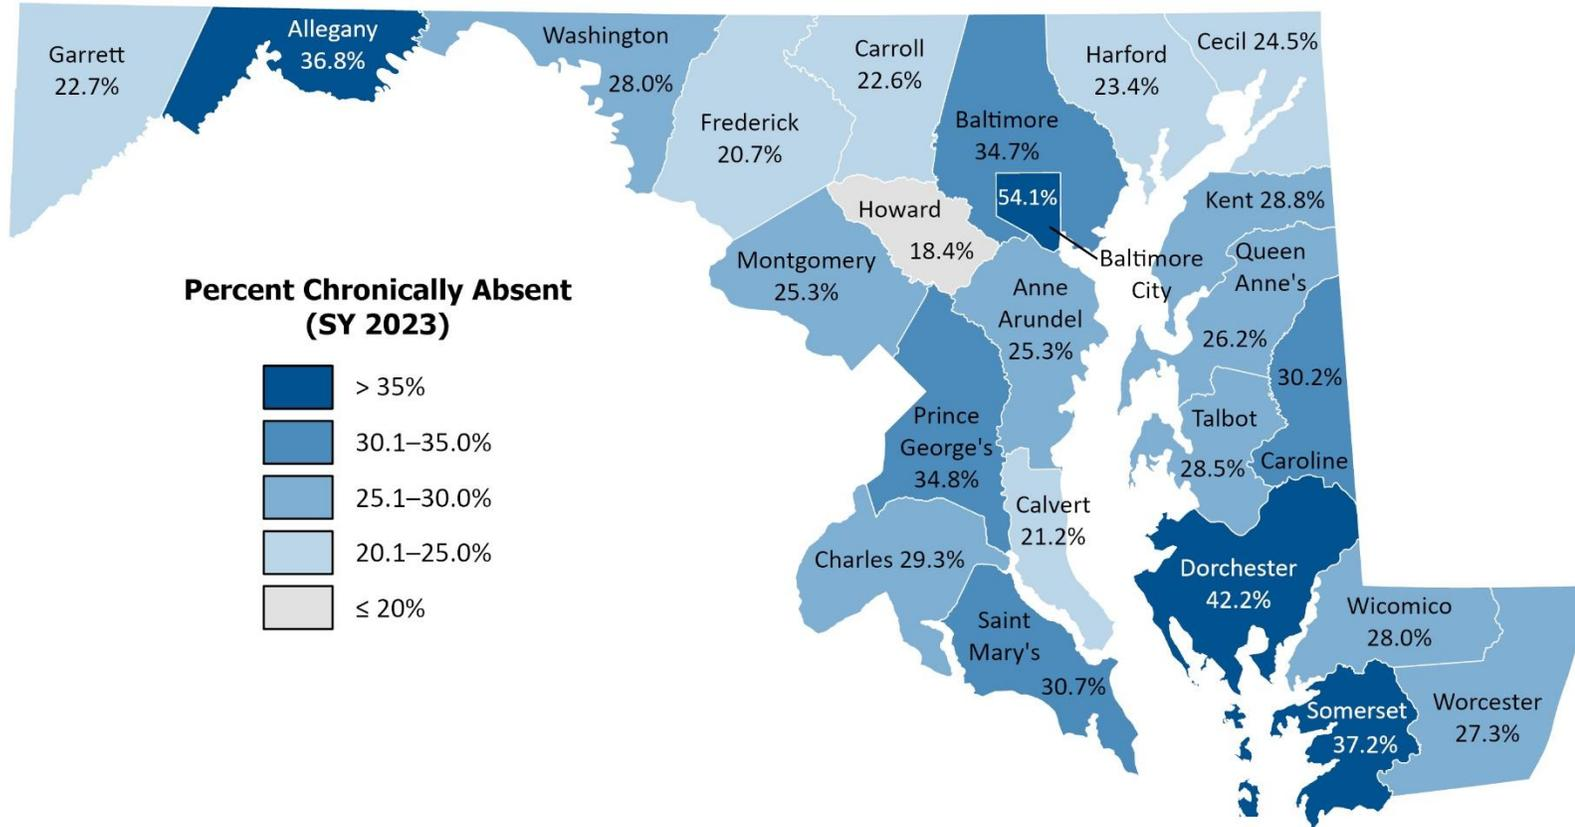 Garrett
22.7%
Allegany
36.8%
Washington
28.0%
Frederick
20.7%
Carroll
22.6%
Baltimore
34.7%
54.1%
Baltimore
City
Harford
23.4%
Cecil 24.5%
Howard
18.4%
Montgomery
25.3%
Anne
Arundel
25.3%
Kent 28.8%
Queen
Anne's
26.2%
30.2%
Caroline
Talbot
28.5%
Prince
George's
34.8%
Calvert
21.2%
Charles 29.3%
Saint
Mary's
30.7%
Dorchester
42.2%
Wicomico
28.0%
Somerset
37.2%
Worcester
27.3%
Percent Chronically Absent
(SY 2023)
> 35%
30.1–35.0%
25.1–30.0%
20.1–25.0%
≤ 20%